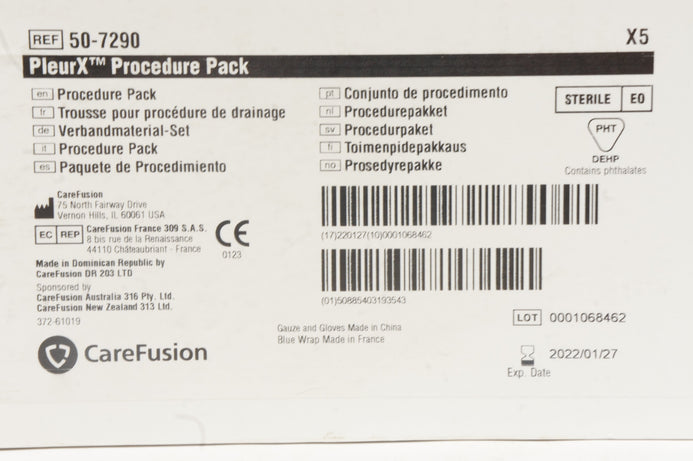 REF 50-7290
X5
PleurX™ Procedure Pack
en Procedure Pack
fr Trousse pour procédure de drainage
de Verbandmaterial-Set
it Procedure Pack
es Paquete de Procedimiento
pt Conjunto de procedimento
nl Procedurepakket
sv Procedurpaket
fi Toimenpidepakkaus
no Prosedyrepakke
STERILE EO
PHT
DEHP
Contains phthalates
CareFusion
75 North Fairway Drive
Vernon Hills, IL 60061 USA
EC REP
CareFusion France 309 S.A.S.
8 bis rue de la Renaissance
44110 Châteaubriant - France
CE
0123
Made in Dominican Republic by
CareFusion DR 203 LTD
Sponsored by
CareFusion Australia 316 Pty. Ltd.
CareFusion New Zealand 313 Ltd.
372-61019
CareFusion
(17)220127(10)0001068462
(01)50885403193543
Gauze and Gloves Made in China
Blue Wrap Made in France
LOT 0001068462
2022/01/27
Exp. Date